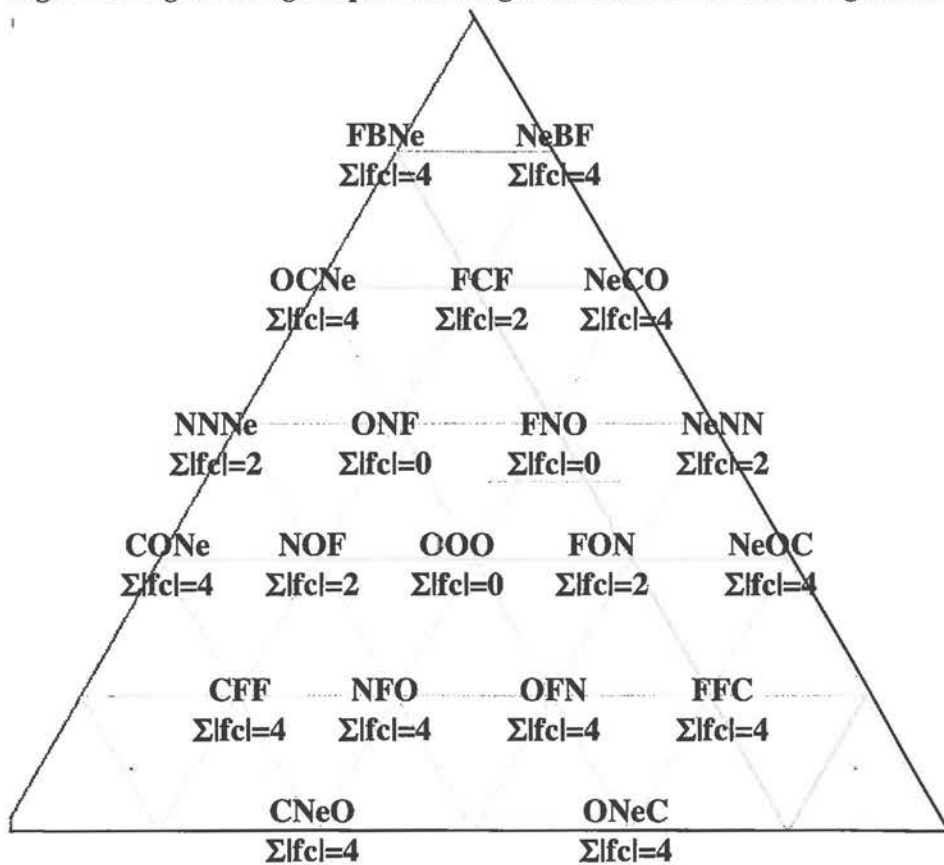 FBNe NeBF
Σ|fc|=4 Σ|fc|=4
OCNe FCF NeCO
Σ|fc|=4 Σ|fc|=2 Σ|fc|=4
NNNe ONF FNO NeNN
Σ|fc|=2 Σ|fc|=0 Σ|fc|=0 Σ|fc|=2
CONe NOF OOO FON NeOC
Σ|fc|=4 Σ|fc|=2 Σ|fc|=0 Σ|fc|=2 Σ|fc|=4
CFF NFO OFN FFC
Σ|fc|=4 Σ|fc|=4 Σ|fc|=4 Σ|fc|=4
CNeO ONeC
Σ|fc|=4 Σ|fc|=4